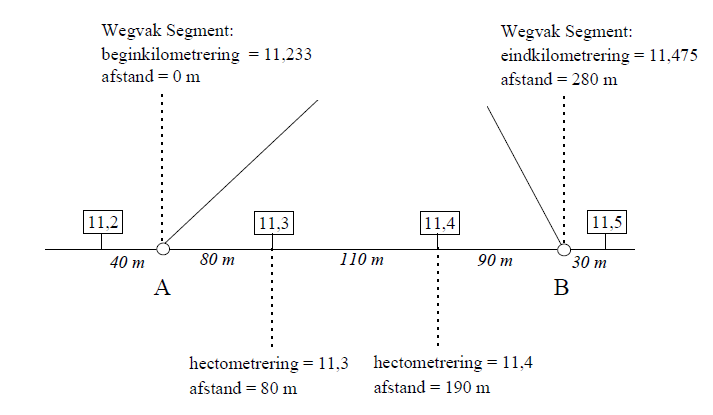 Wegvak Segment:
beginkilometrering = 11,233
afstand = 0 m
Wegvak Segment:
eindkilometrering = 11,475
afstand = 280 m
11,2
11,3
11,4
11,5
40 m
80 m
110 m
90 m
30 m
A
B
hectometrering = 11,3
afstand = 80 m
hectometrering = 11,4
afstand = 190 m